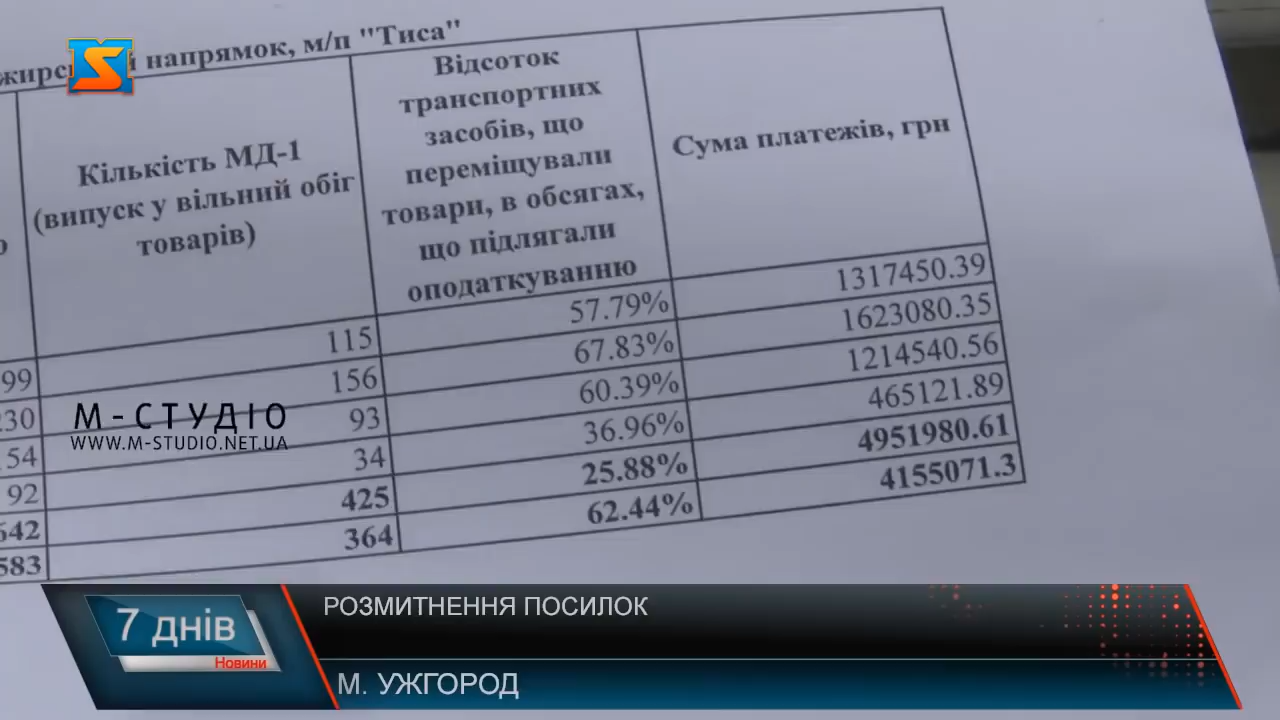 напрямок, м/п "Тиса"
Кількість МД-1
(випуск у вільний обіг
товарів)
Відсоток
транспортних
засобів, що
переміщували
товари, в обсягах,
що підлягали
оподаткуванню
Сума платежів, грн
99 115 57.79% 1317450.39
230 156 67.83% 1623080.35
154 93 60.39% 1214540.56
92 34 36.96% 465121.89
642 425 25.88% 4951980.61
583 364 62.44% 4155071.3
М-СТУДІО
WWW.M-STUDIO.NET.UA
7 днів
Новини
РОЗМИТНЕННЯ ПОСИЛОК
М. УЖГОРОД